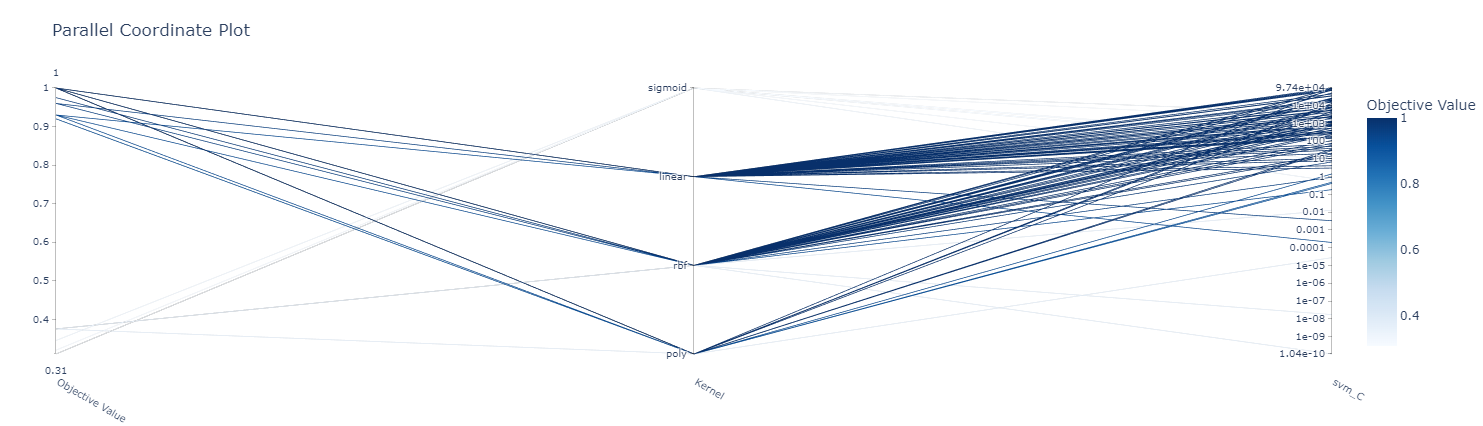 Parallel Coordinate Plot
1
1
0.9
0.8
0.7
0.6
0.5
0.4
0.31
Objective Value
sigmoid
linear
rbf
poly
Kernel
9.74e+04
1e+04
1e+03
100
10
1
0.1
0.01
0.001
0.0001
1e-05
1e-06
1e-07
1e-08
1e-09
1.04e-10
svm_C
Objective Value
1
0.8
0.6
0.4